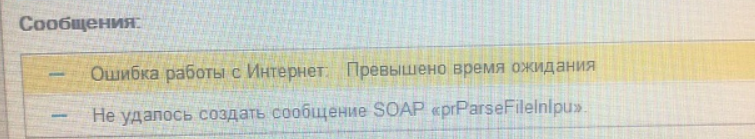 Сообщения:
— Ошибка работы с Интернет: Превышено время ожидания
— Не удалось создать сообщение SOAP «prParseFileInIpu».